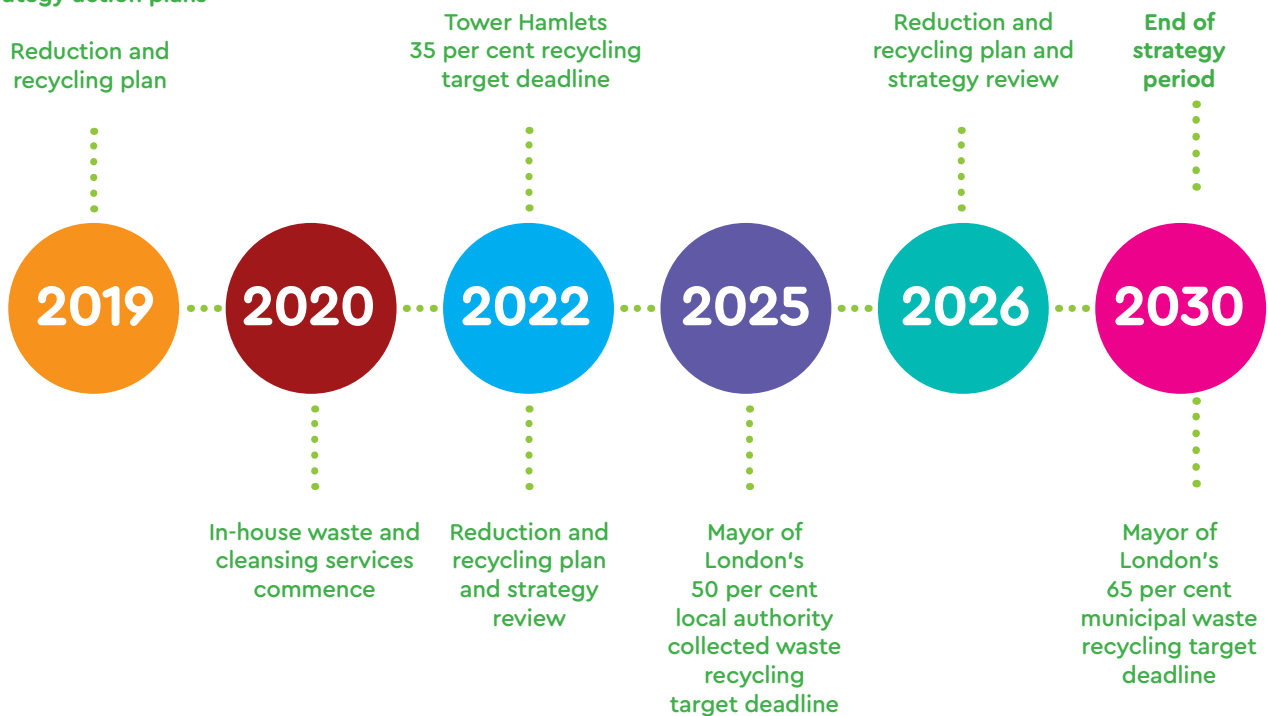 action plans
Reduction and
recycling plan
Tower Hamlets
35 per cent recycling
target deadline
Reduction and
recycling plan and
strategy review
End of
strategy
period
2019
2020
2022
2025
2026
2030
In-house waste and
cleansing services
commence
Reduction and
recycling plan
and strategy
review
Mayor of
London's
50 per cent
local authority
collected waste
recycling
target deadline
Mayor of
London's
65 per cent
municipal waste
recycling target
deadline